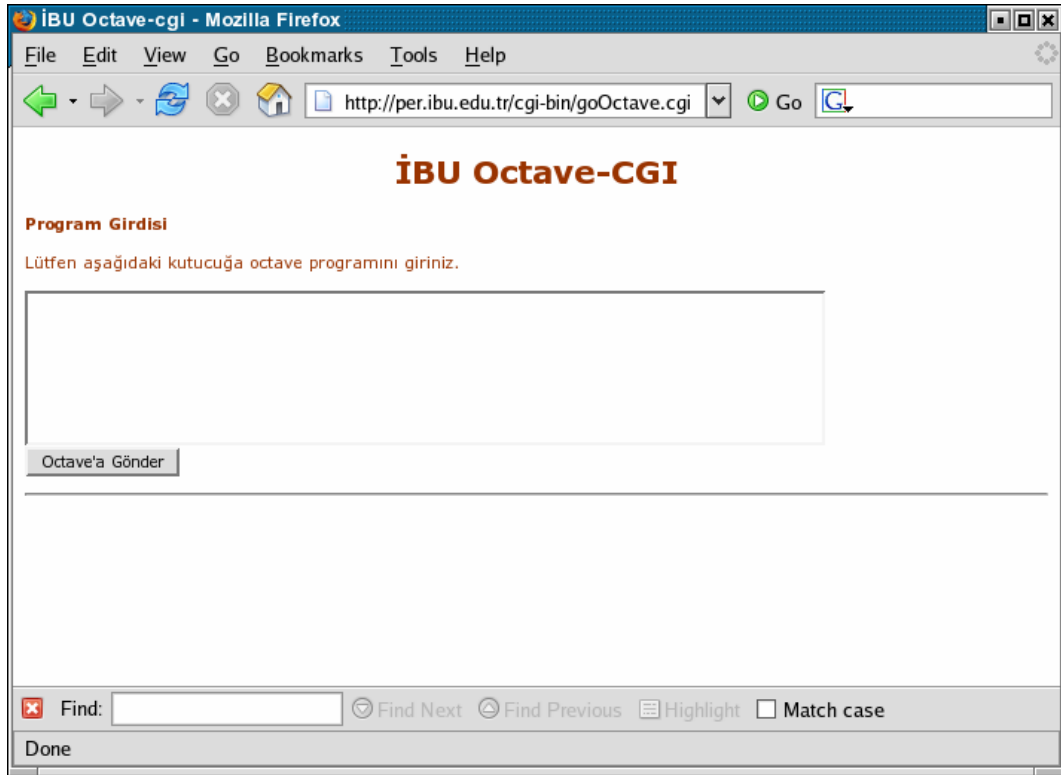 İBU Octave-cgi - Mozilla Firefox
File Edit View Go Bookmarks Tools Help
http://per.ibu.edu.tr/cgi-bin/goOctave.cgi Go G
İBU Octave-CGI
Program Girdisi
Lütfen aşağıdaki kutucuğa octave programını giriniz.
Octave'a Gönder
Find: Find Next Find Previous Highlight Match case
Done